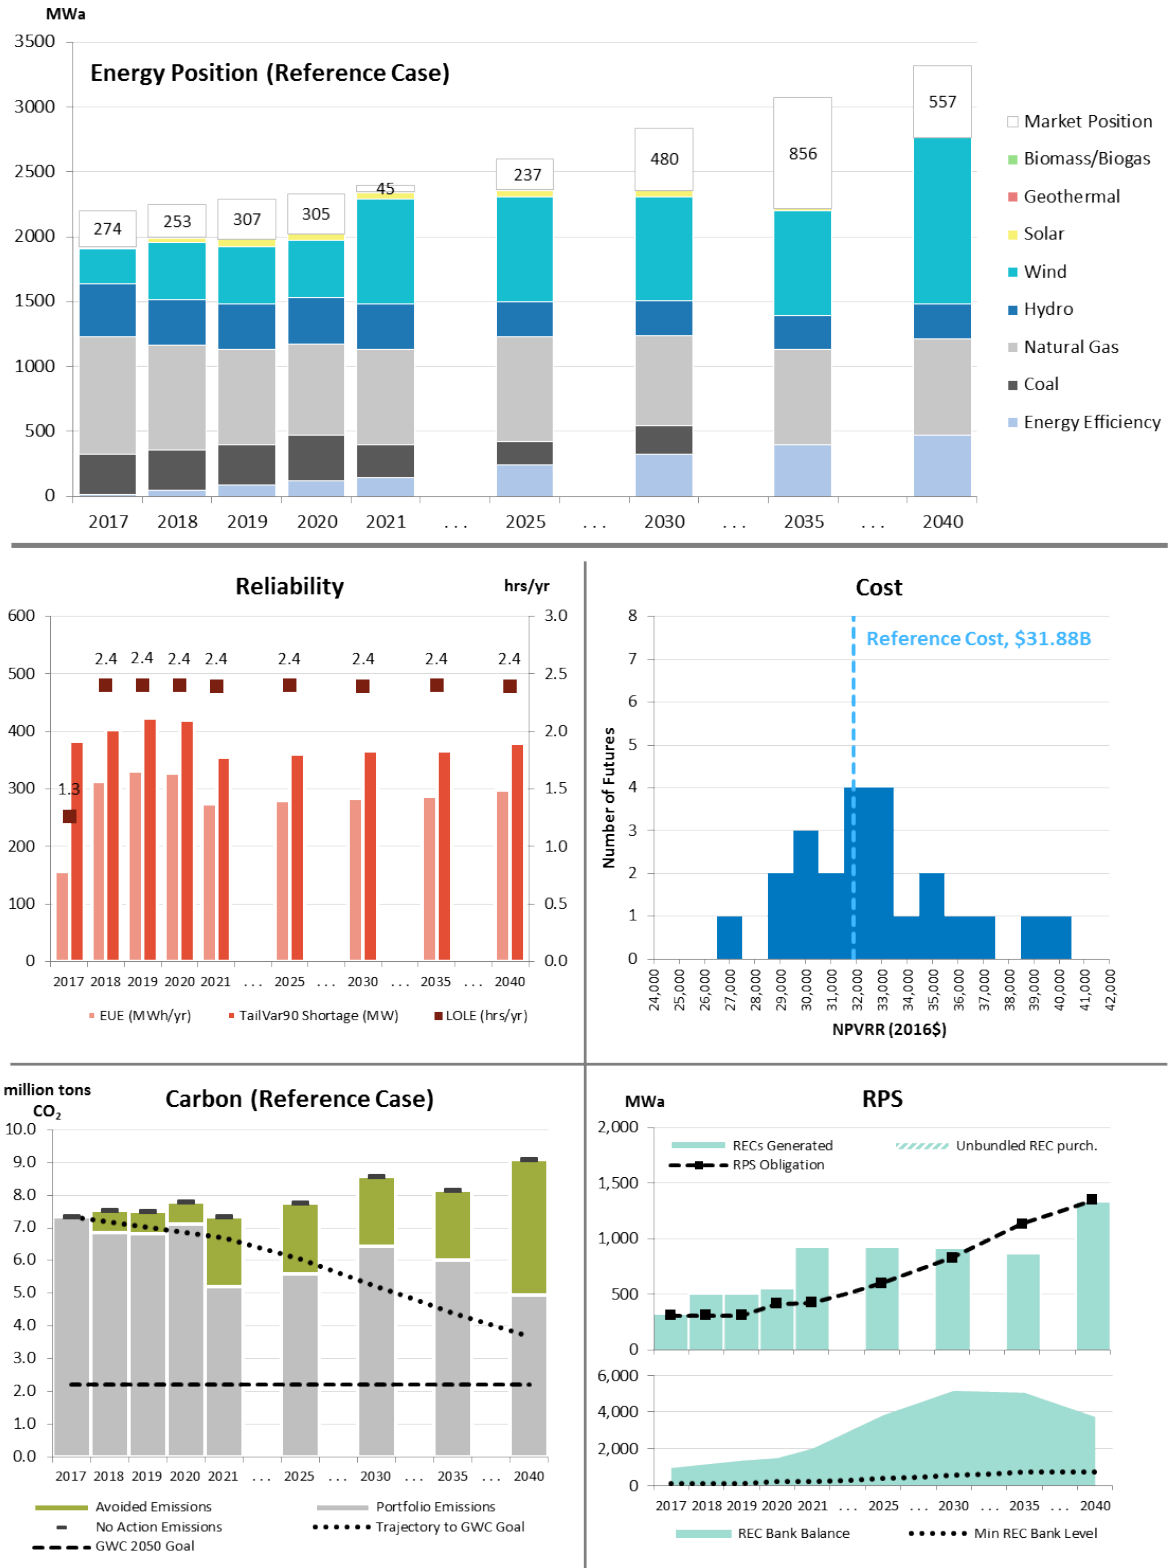 MWa
Energy Position (Reference Case)
3500
3000
2500
2000
1500
1000
500
0
274
253
307
305
45
237
480
856
557
2017 2018 2019 2020 2021 ... 2025 ... 2030 ... 2035 ... 2040
Market Position
Biomass/Biogas
Geothermal
Solar
Wind
Hydro
Natural Gas
Coal
Energy Efficiency
Reliability
hrs/yr
600
500
400
300
200
100
0
3.0
2.5
2.0
1.5
1.0
0.5
0.0
1.3
2.4 2.4 2.4 2.4 2.4 2.4 2.4 2.4
2017 2018 2019 2020 2021 ... 2025 ... 2030 ... 2035 ... 2040
EUE (MWh/yr) TailVar90 Shortage (MW) LOLE (hrs/yr)
Cost
Reference Cost, $31.88B
Number of Futures
8
7
6
5
4
3
2
1
0
24,000 25,000 26,000 27,000 28,000 29,000 30,000 31,000 32,000 33,000 34,000 35,000 36,000 37,000 38,000 39,000 40,000 41,000 42,000
NPVRR (2016$)
million tons
CO₂
Carbon (Reference Case)
10.0
9.0
8.0
7.0
6.0
5.0
4.0
3.0
2.0
1.0
0.0
2017 2018 2019 2020 2021 ... 2025 ... 2030 ... 2035 ... 2040
Avoided Emissions Portfolio Emissions
No Action Emissions Trajectory to GWC Goal
GWC 2050 Goal
MWa
RPS
RECs Generated Unbundled REC purch.
RPS Obligation
2,000
1,500
1,000
500
0
6,000
4,000
2,000
0
2017 2018 2019 2020 2021 ... 2025 ... 2030 ... 2035 ... 2040
REC Bank Balance Min REC Bank Level